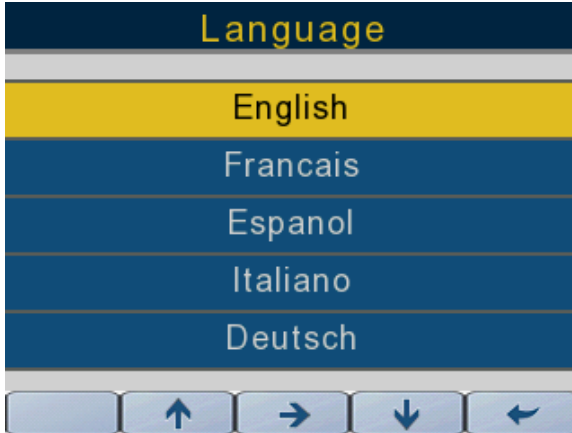 Language
English
Francais
Espanol
Italiano
Deutsch